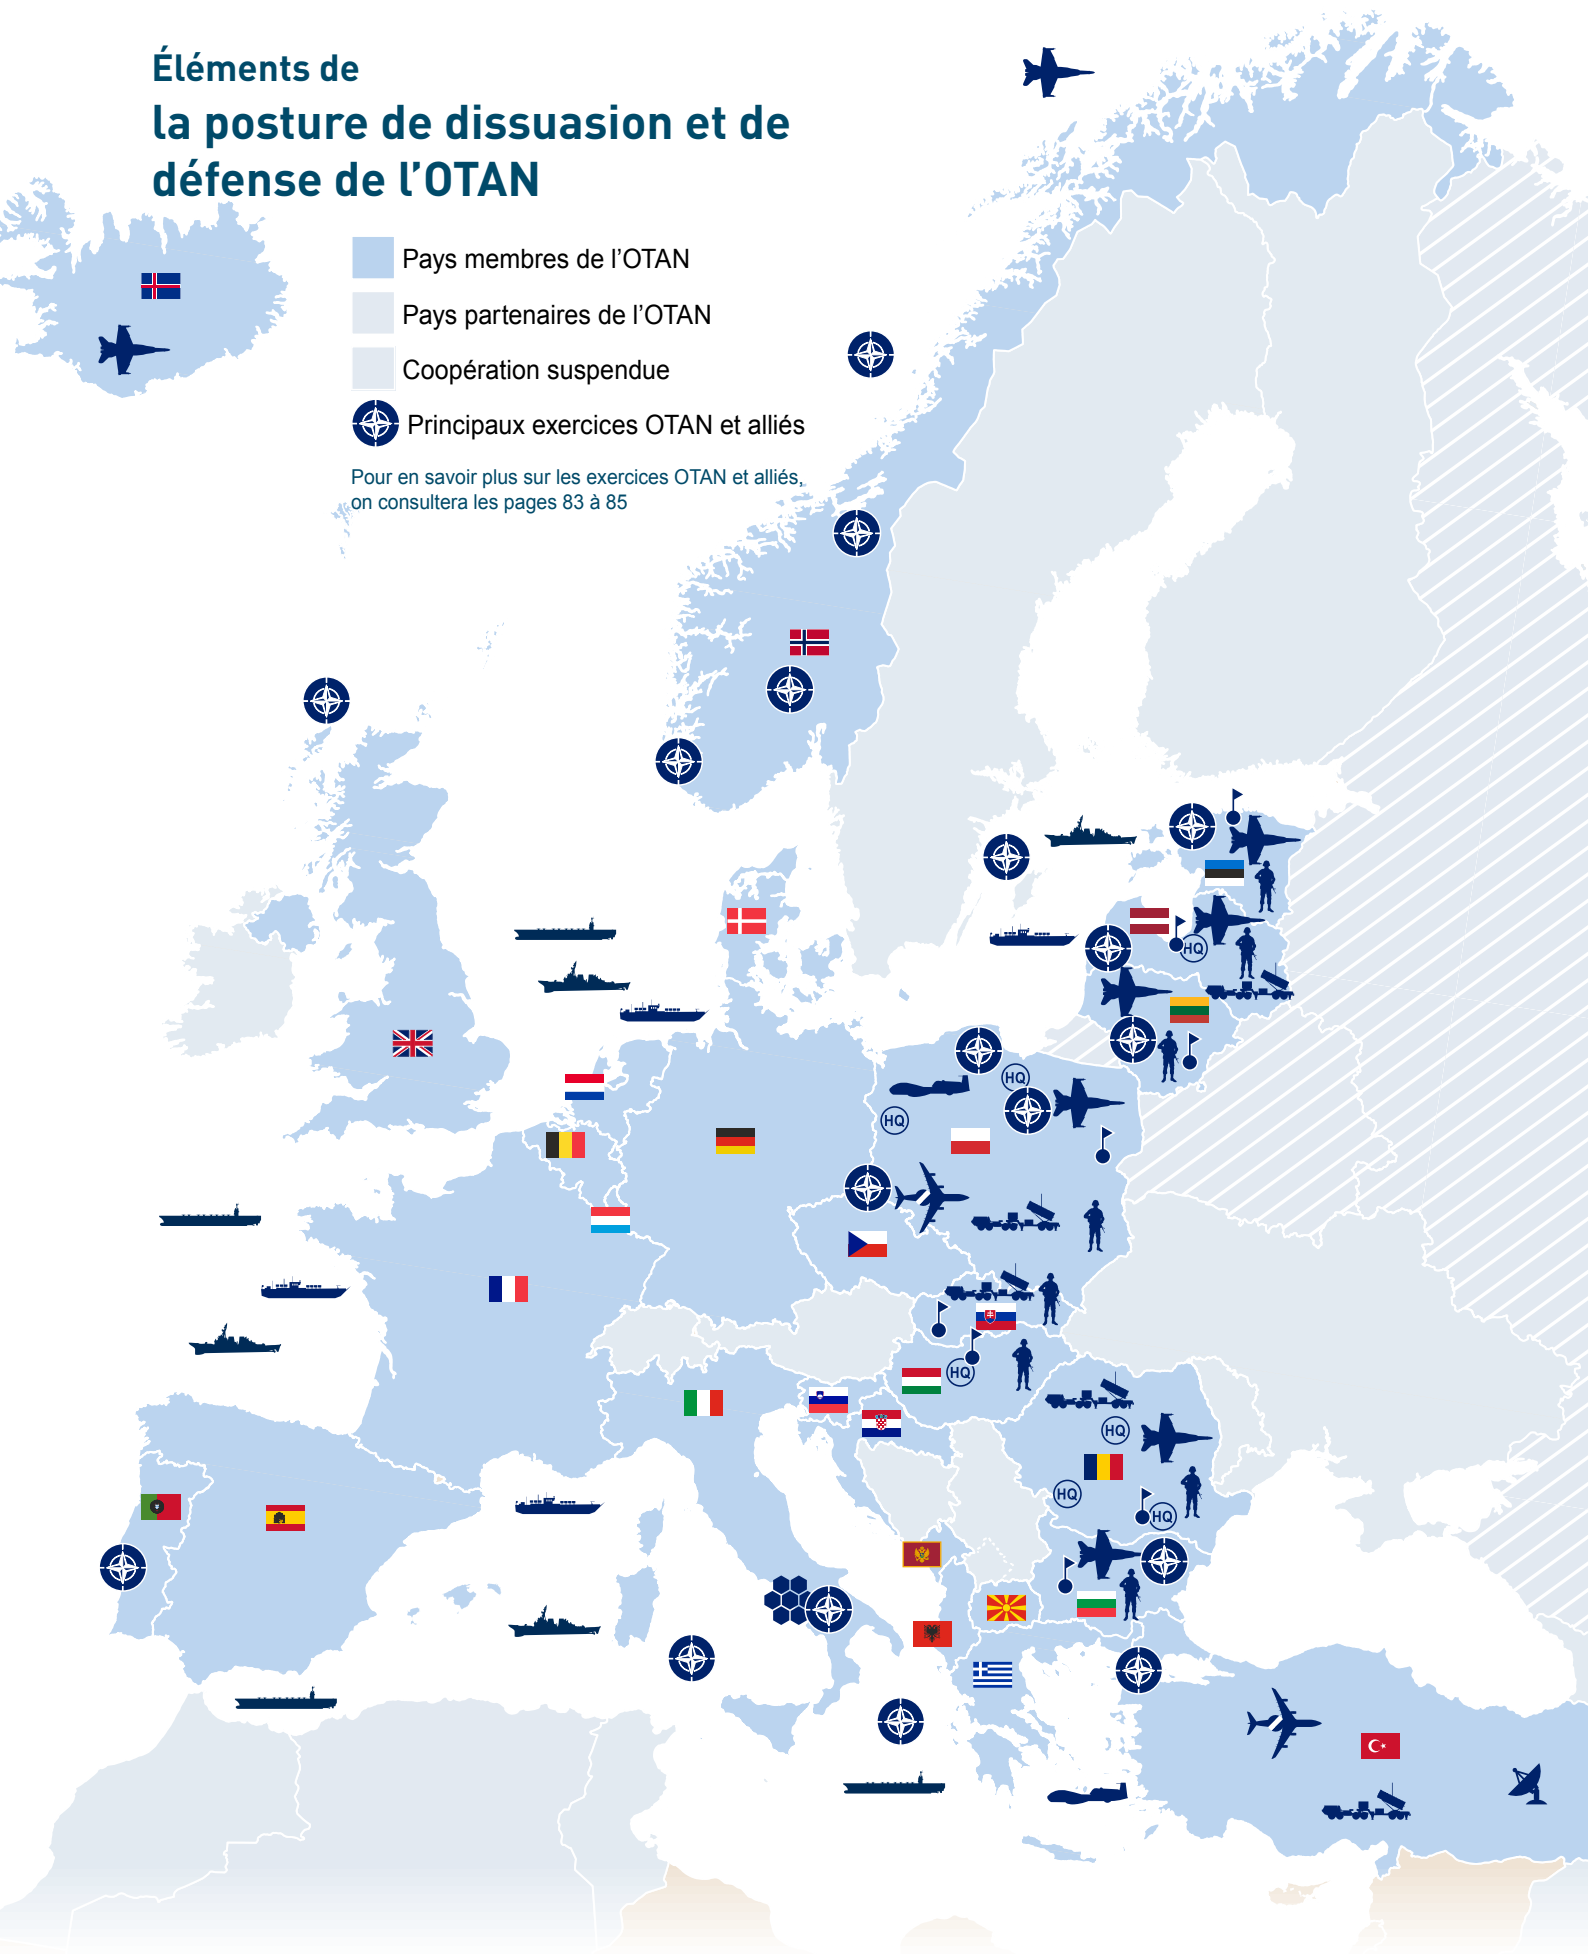 Éléments de
la posture de dissuasion et de
défense de l’OTAN
Pays membres de l’OTAN
Pays partenaires de l’OTAN
Coopération suspendue
Principaux exercices OTAN et alliés
Pour en savoir plus sur les exercices OTAN et alliés,
on consultera les pages 83 à 85
HQ
HQ
HQ
HQ
HQ
HQ
HQ